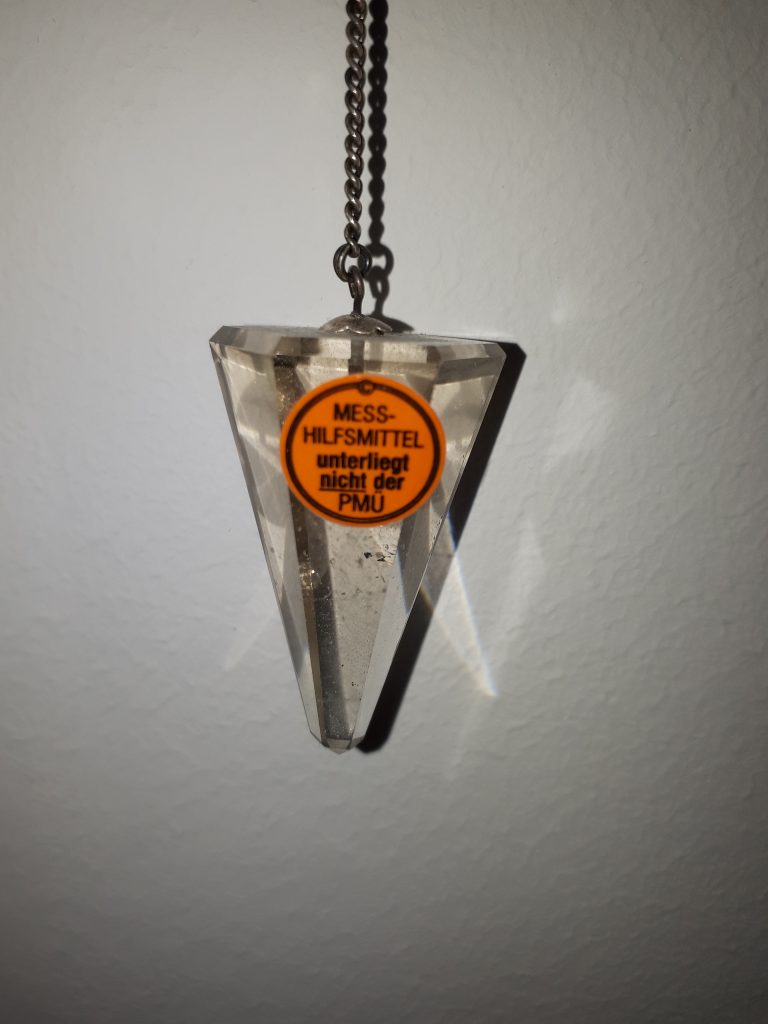 ©
MESS-
HILFSMITTEL
unterliegt
nicht der
PMÜ